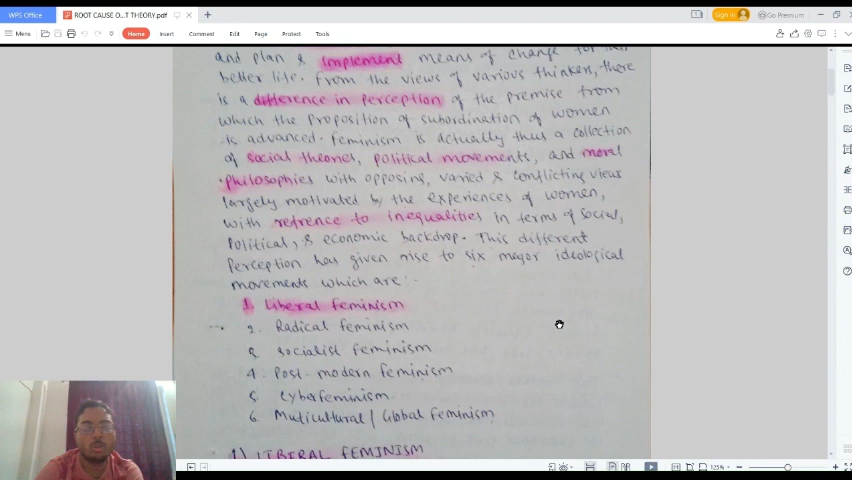 WPS Office
ROOT CAUSE O...T THEORY.pdf
Sign in
Go Premium
Menu
Home
Insert
Comment
Edit
Page
Protect
Tools
and plan & implement means of change for
better life. From the views of various thinkers, there
is a difference in perception of the premise from
which the proposition of subordination of women
is advanced. Feminism is actually thus a collection
of social theories, political movements, and moral
philosophies with opposing, varied & conflicting views
largely motivated by the experiences of women,
with refrence to inequalities in terms of social,
political, & economic backdrop. This different
perception has given rise to six major ideological
movements which are:-
1. Liberal feminism
2. Radical feminism
3. socialist feminism
4. Post-modern feminism
5. Cyberfeminism
6. Muticultural / Global feminism
1) LIBERAL FEMINISM
125%